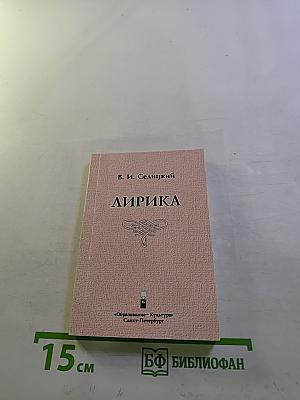 В. И. Селицкий
ЛИРИКА
«Образование–Культура»
Санкт-Петербург
15 см
БФ БИБЛИОФАН